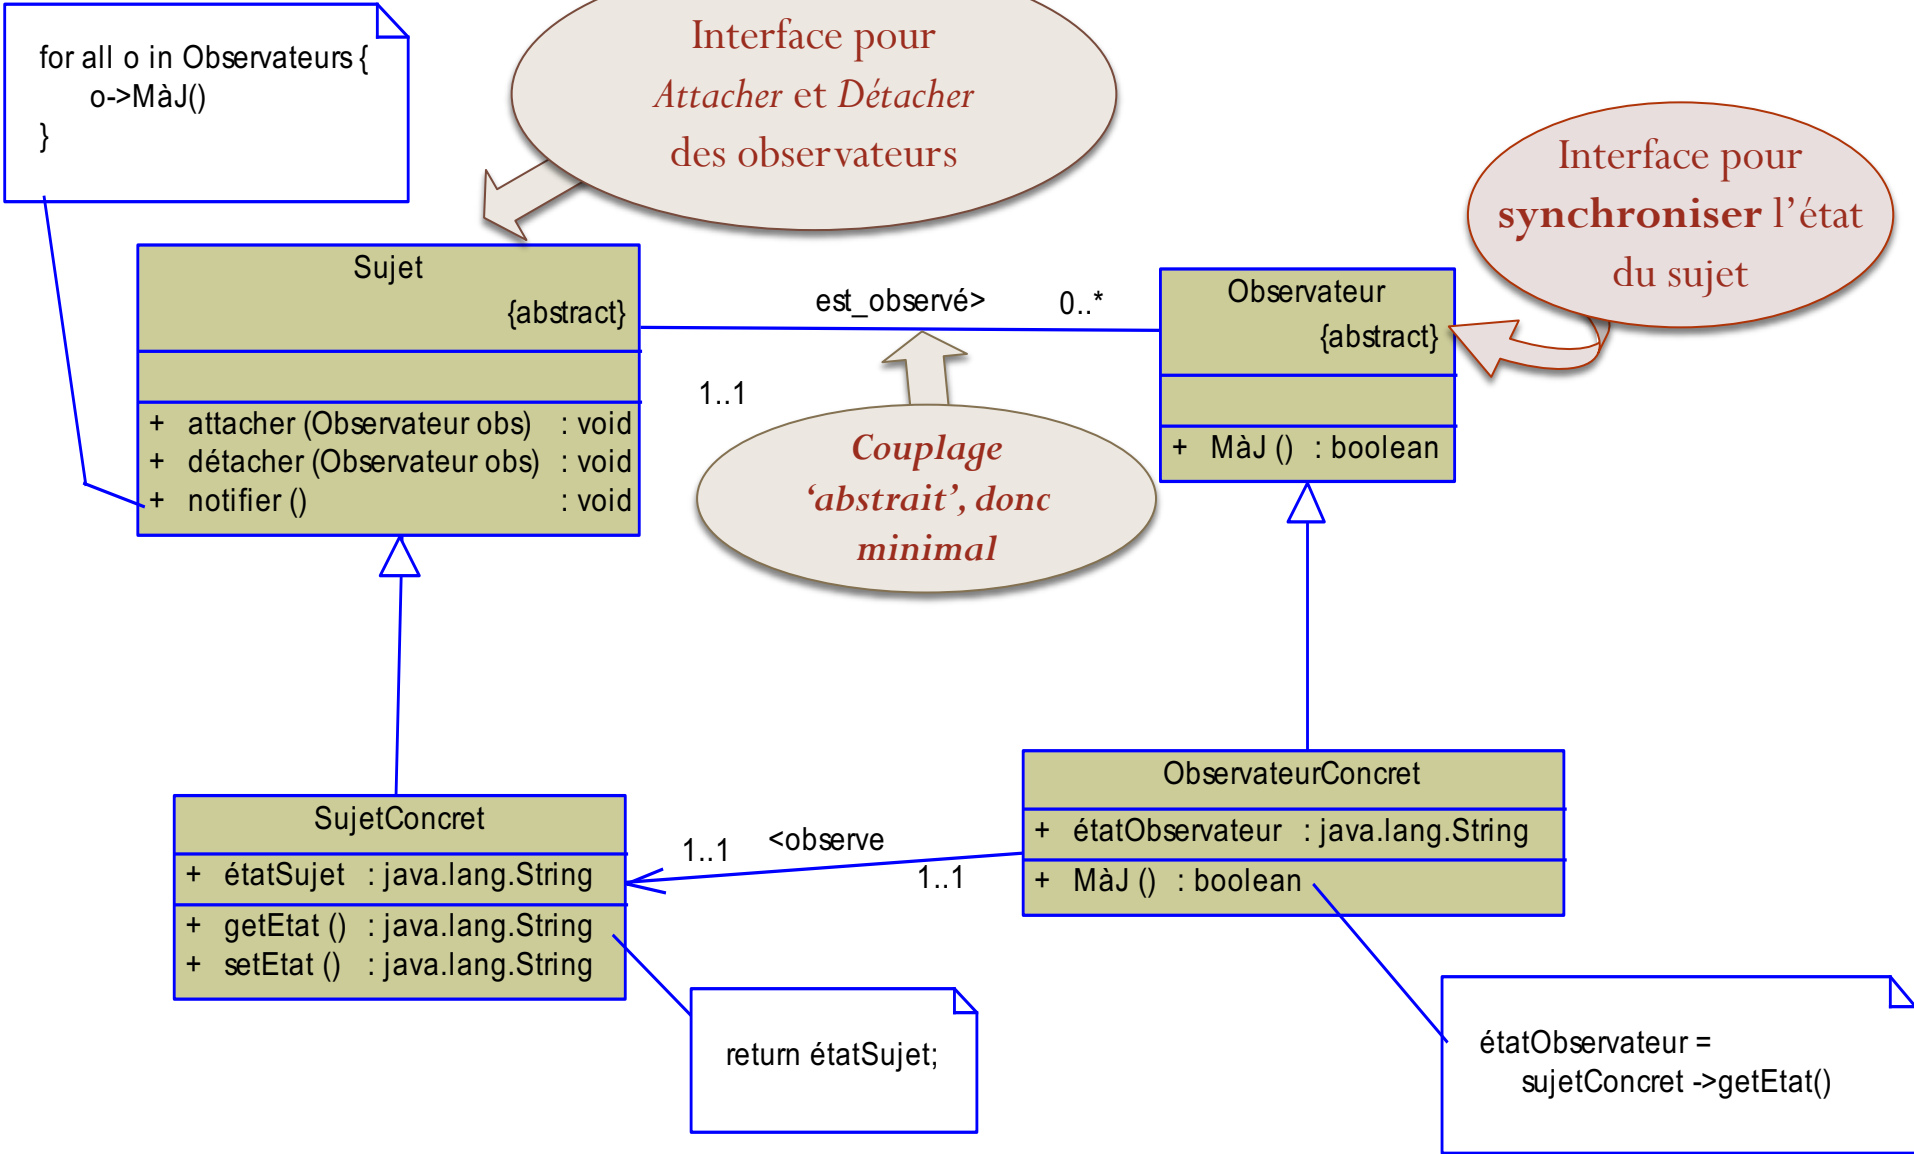 for all o in Observateurs {
o->MàJ()
}
Interface pour
Attacher et Détacher
des observateurs
Interface pour
synchroniser l’état
du sujet
Sujet
{abstract}
+ attacher (Observateur obs) : void
+ détacher (Observateur obs) : void
+ notifier () : void
est_observé> 0..*
1..1
Observateur
{abstract}
+ MàJ () : boolean
Couplage
‘abstrait’, donc
minimal
SujetConcret
+ étatSujet : java.lang.String
+ getEtat () : java.lang.String
+ setEtat () : java.lang.String
1..1 <observe
1..1
ObservateurConcret
+ étatObservateur : java.lang.String
+ MàJ () : boolean
return étatSujet;
étatObservateur =
sujetConcret ->getEtat()